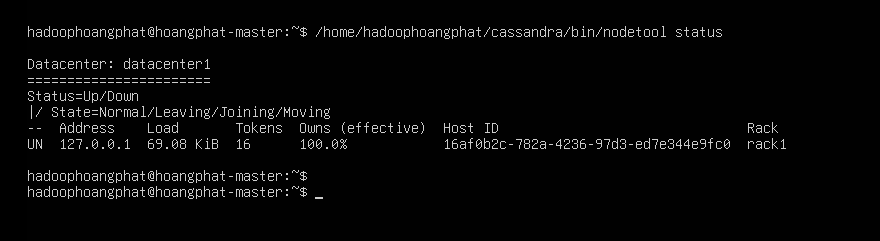 hadoophoangphat@hoangphat-master:~$ /home/hadoophoangphat/cassandra/bin/nodetool status
Datacenter: datacenter1
=======================
Status=Up/Down
|/ State=Normal/Leaving/Joining/Moving
--  Address    Load       Tokens  Owns (effective)  Host ID                               Rack
UN  127.0.0.1  69.08 KiB  16      100.0%            16af0b2c-782a-4236-97d3-ed7e344e9fc0  rack1
hadoophoangphat@hoangphat-master:~$
hadoophoangphat@hoangphat-master:~$ _